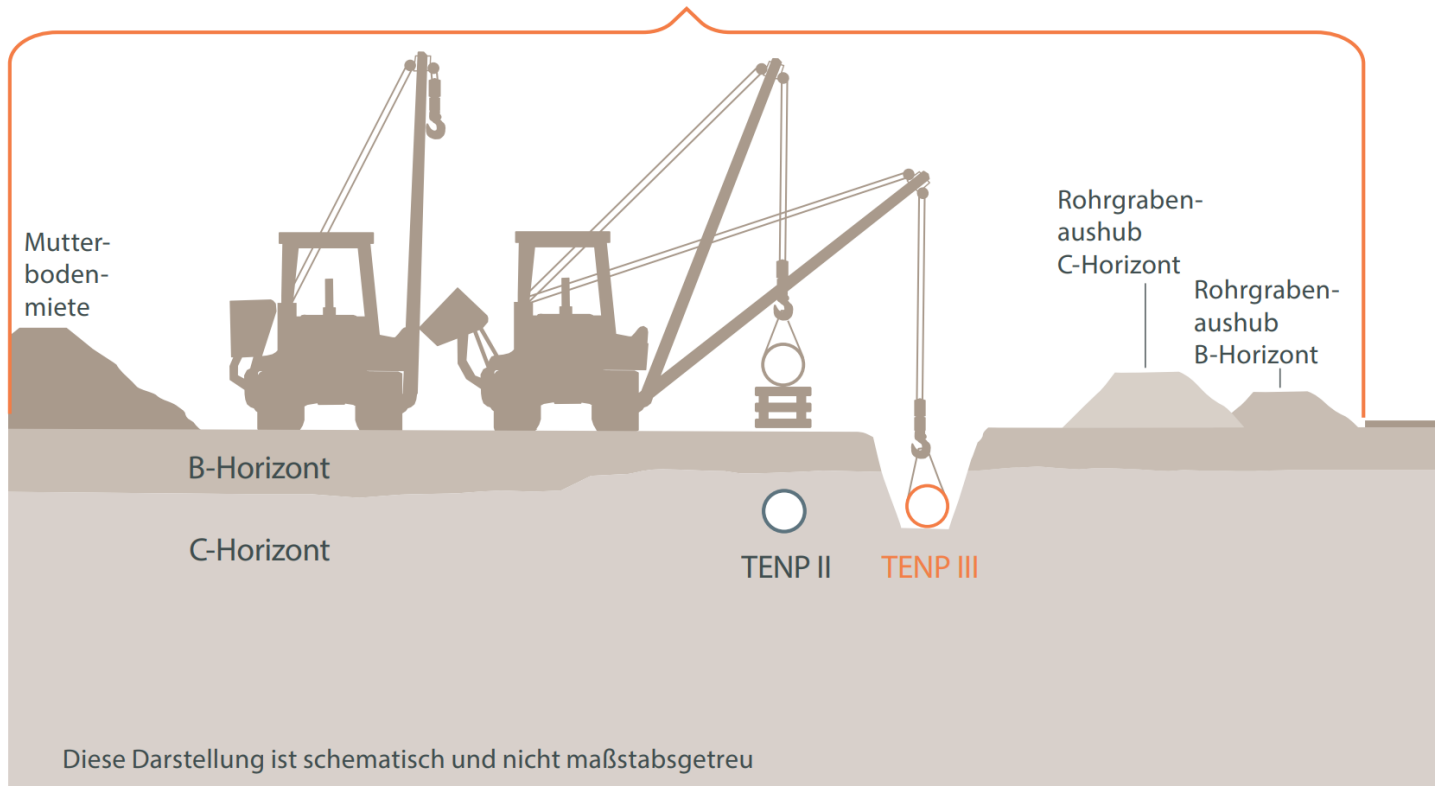 Mutter-
boden-
miete
Rohrgraben-
aushub
C-Horizont
Rohrgraben-
aushub
B-Horizont
B-Horizont
C-Horizont
TENP II
TENP III
Diese Darstellung ist schematisch und nicht maßstabsgetreu